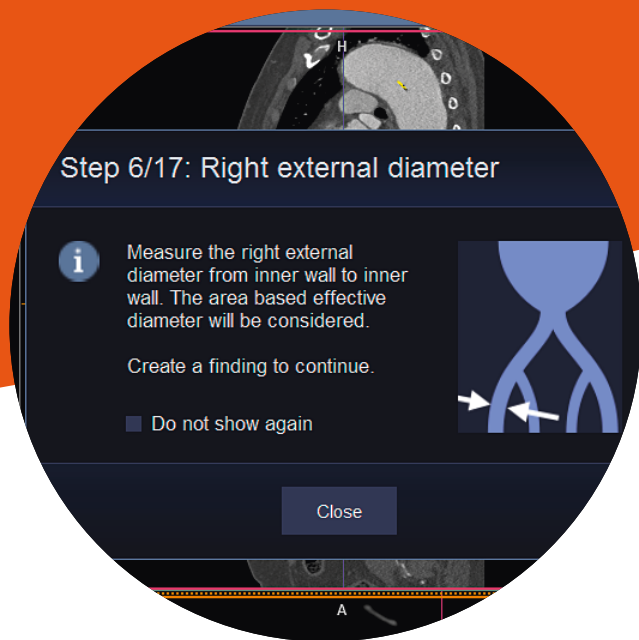 H
Step 6/17: Right external diameter
i
Measure the right external
diameter from inner wall to inner
wall. The area based effective
diameter will be considered.
Create a finding to continue.
Do not show again
Close
A